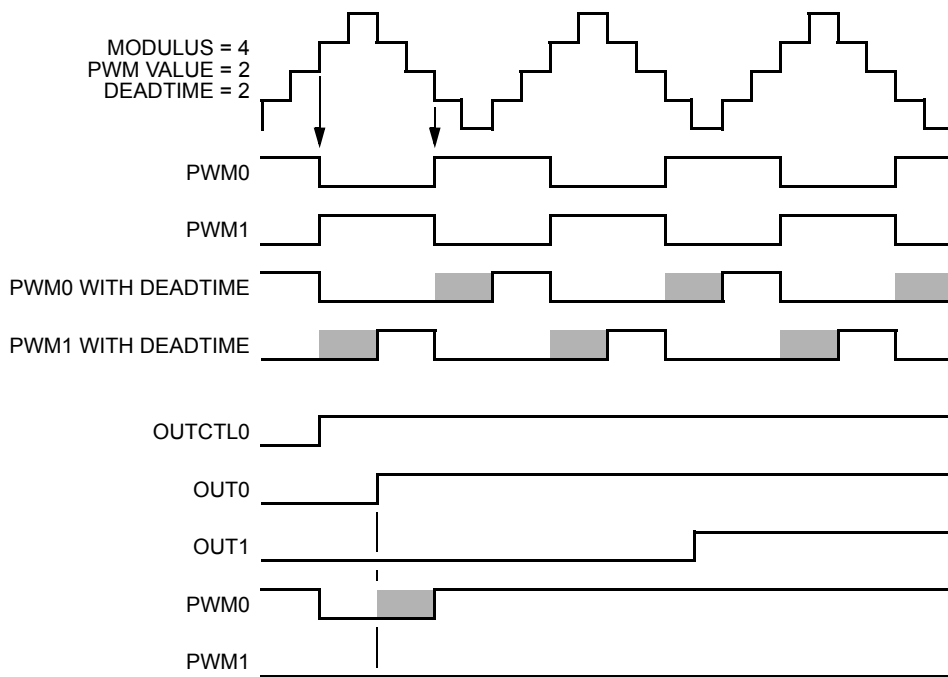 MODULUS = 4
PWM VALUE = 2
DEADTIME = 2
PWM0
PWM1
PWM0 WITH DEADTIME
PWM1 WITH DEADTIME
OUTCTL0
OUT0
OUT1
PWM0
PWM1